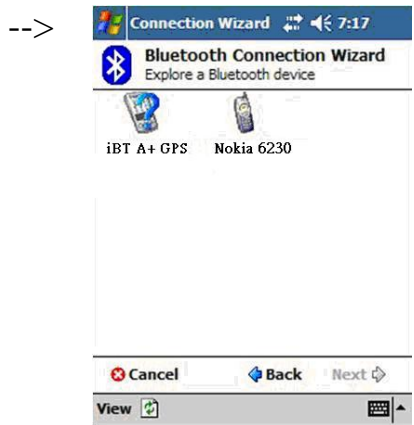 -->
Connection Wizard 7:17
Bluetooth Connection Wizard
Explore a Bluetooth device
iBT A+ GPS Nokia 6230
Cancel Back Next
View